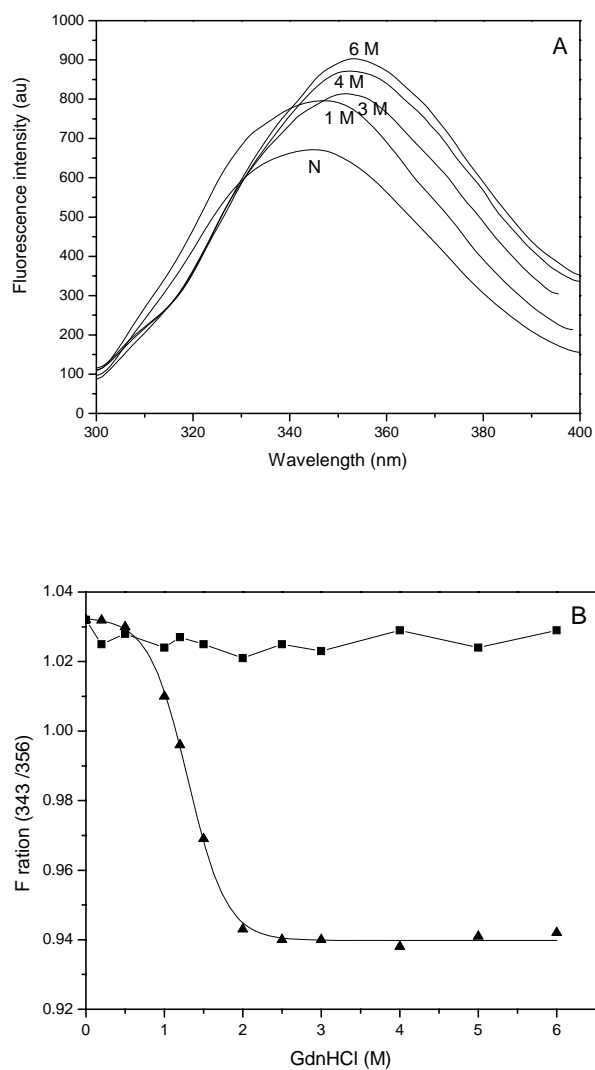 1000
900
800
700
600
500
400
300
200
100
0
Fluorescence intensity (au)
A
6 M
4 M
3 M
1 M
N
300
320
340
360
380
400
Wavelength (nm)
1.04
1.02
1.00
0.98
0.96
0.94
0.92
F ration (343 /356)
B
0
1
2
3
4
5
6
GdnHCl (M)